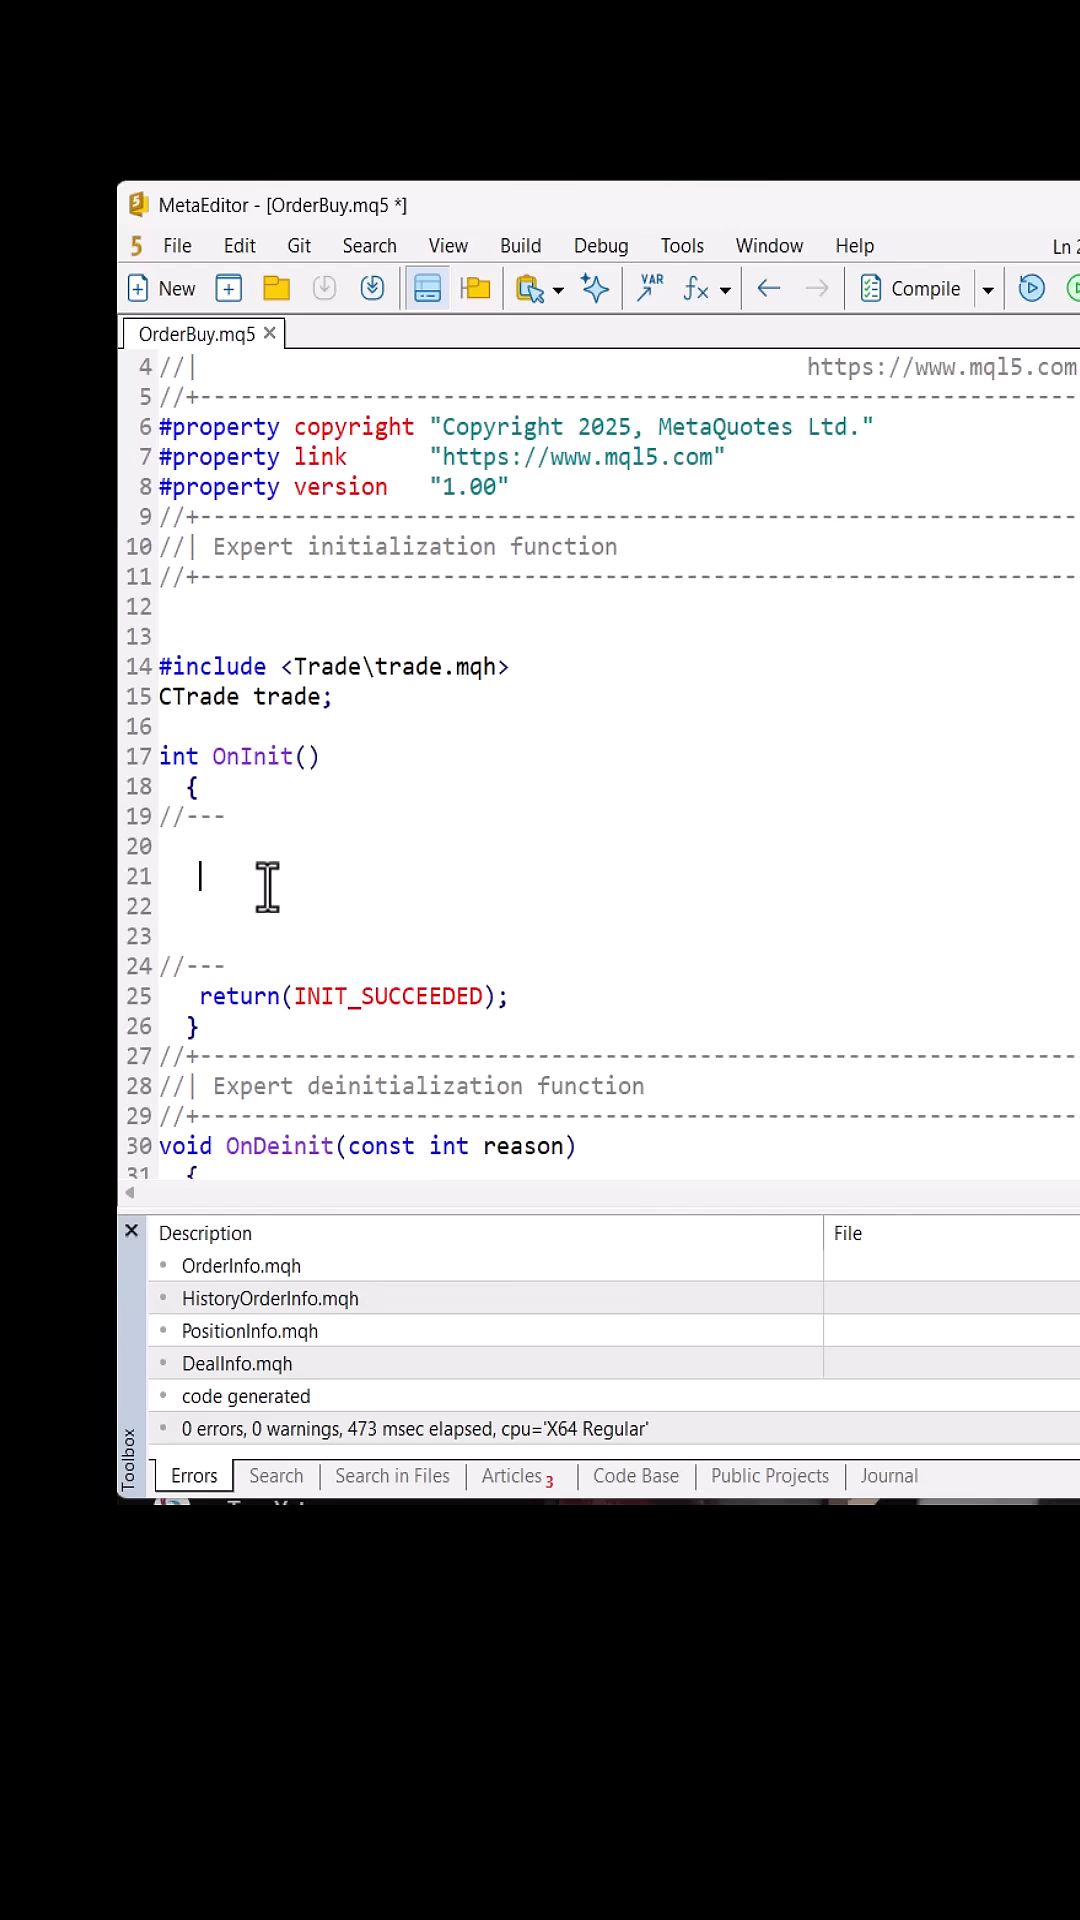 MetaEditor - [OrderBuy.mq5 *]
5 File Edit Git Search View Build Debug Tools Window Help Ln
New VAR fx Compile
OrderBuy.mq5
4 //| https://www.mql5.com
5 //+------------------------------------------------------------------
6 #property copyright "Copyright 2025, MetaQuotes Ltd."
7 #property link "https://www.mql5.com"
8 #property version "1.00"
9 //+------------------------------------------------------------------
10 //| Expert initialization function
11 //+------------------------------------------------------------------
12
13
14 #include <Trade\trade.mqh>
15 CTrade trade;
16
17 int OnInit()
18 {
19 //---
20
21
22
23
24 //---
25 return(INIT_SUCCEEDED);
26 }
27 //+------------------------------------------------------------------
28 //| Expert deinitialization function
29 //+------------------------------------------------------------------
30 void OnDeinit(const int reason)
31 {
Description File
OrderInfo.mqh
HistoryOrderInfo.mqh
PositionInfo.mqh
DealInfo.mqh
code generated
0 errors, 0 warnings, 473 msec elapsed, cpu='X64 Regular'
Toolbox
Errors Search Search in Files Articles 3 Code Base Public Projects Journal